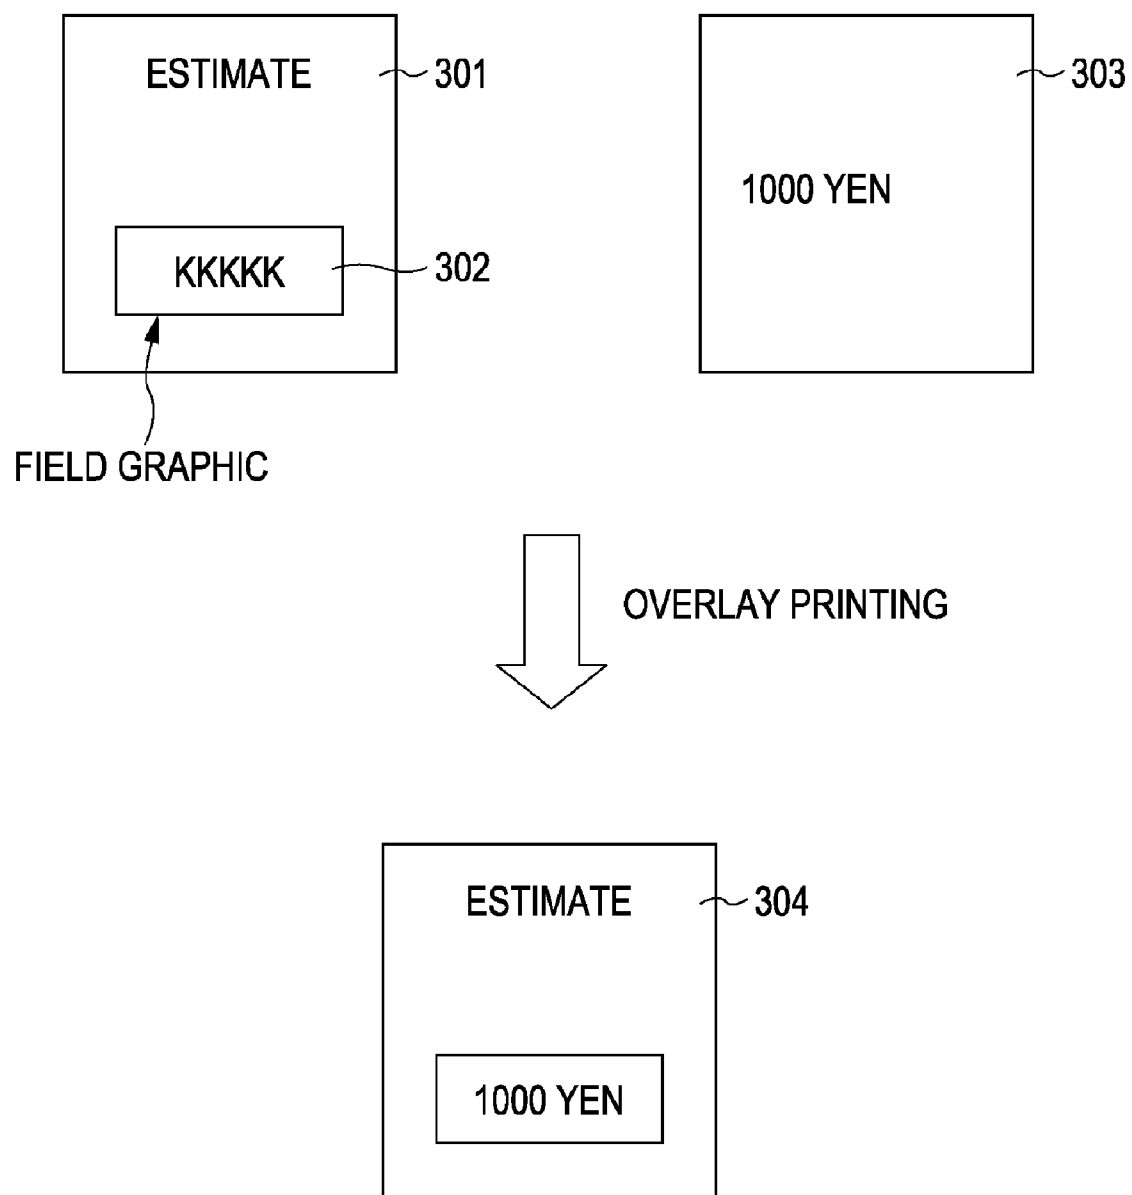 ESTIMATE
301
303
1000 YEN
KKKKK
302
FIELD GRAPHIC
OVERLAY PRINTING
ESTIMATE
304
1000 YEN